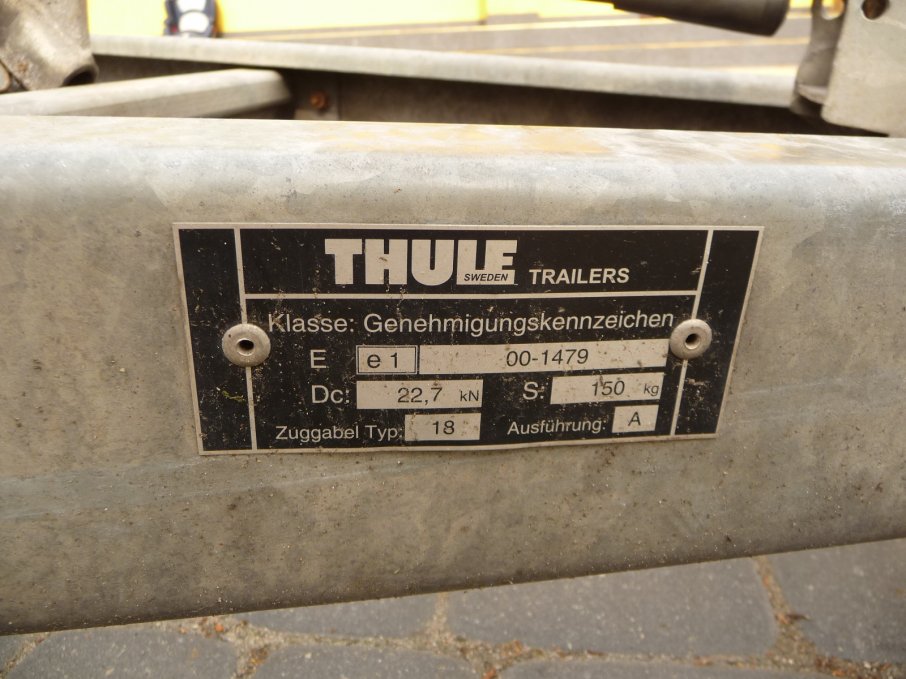 THULE
SWEDEN
TRAILERS
Klasse: Genehmigungskennzeichen
E e1 00-1479
Dc: 22,7 kN S: 150 kg
Zuggabel Typ: 18 Ausführung: A